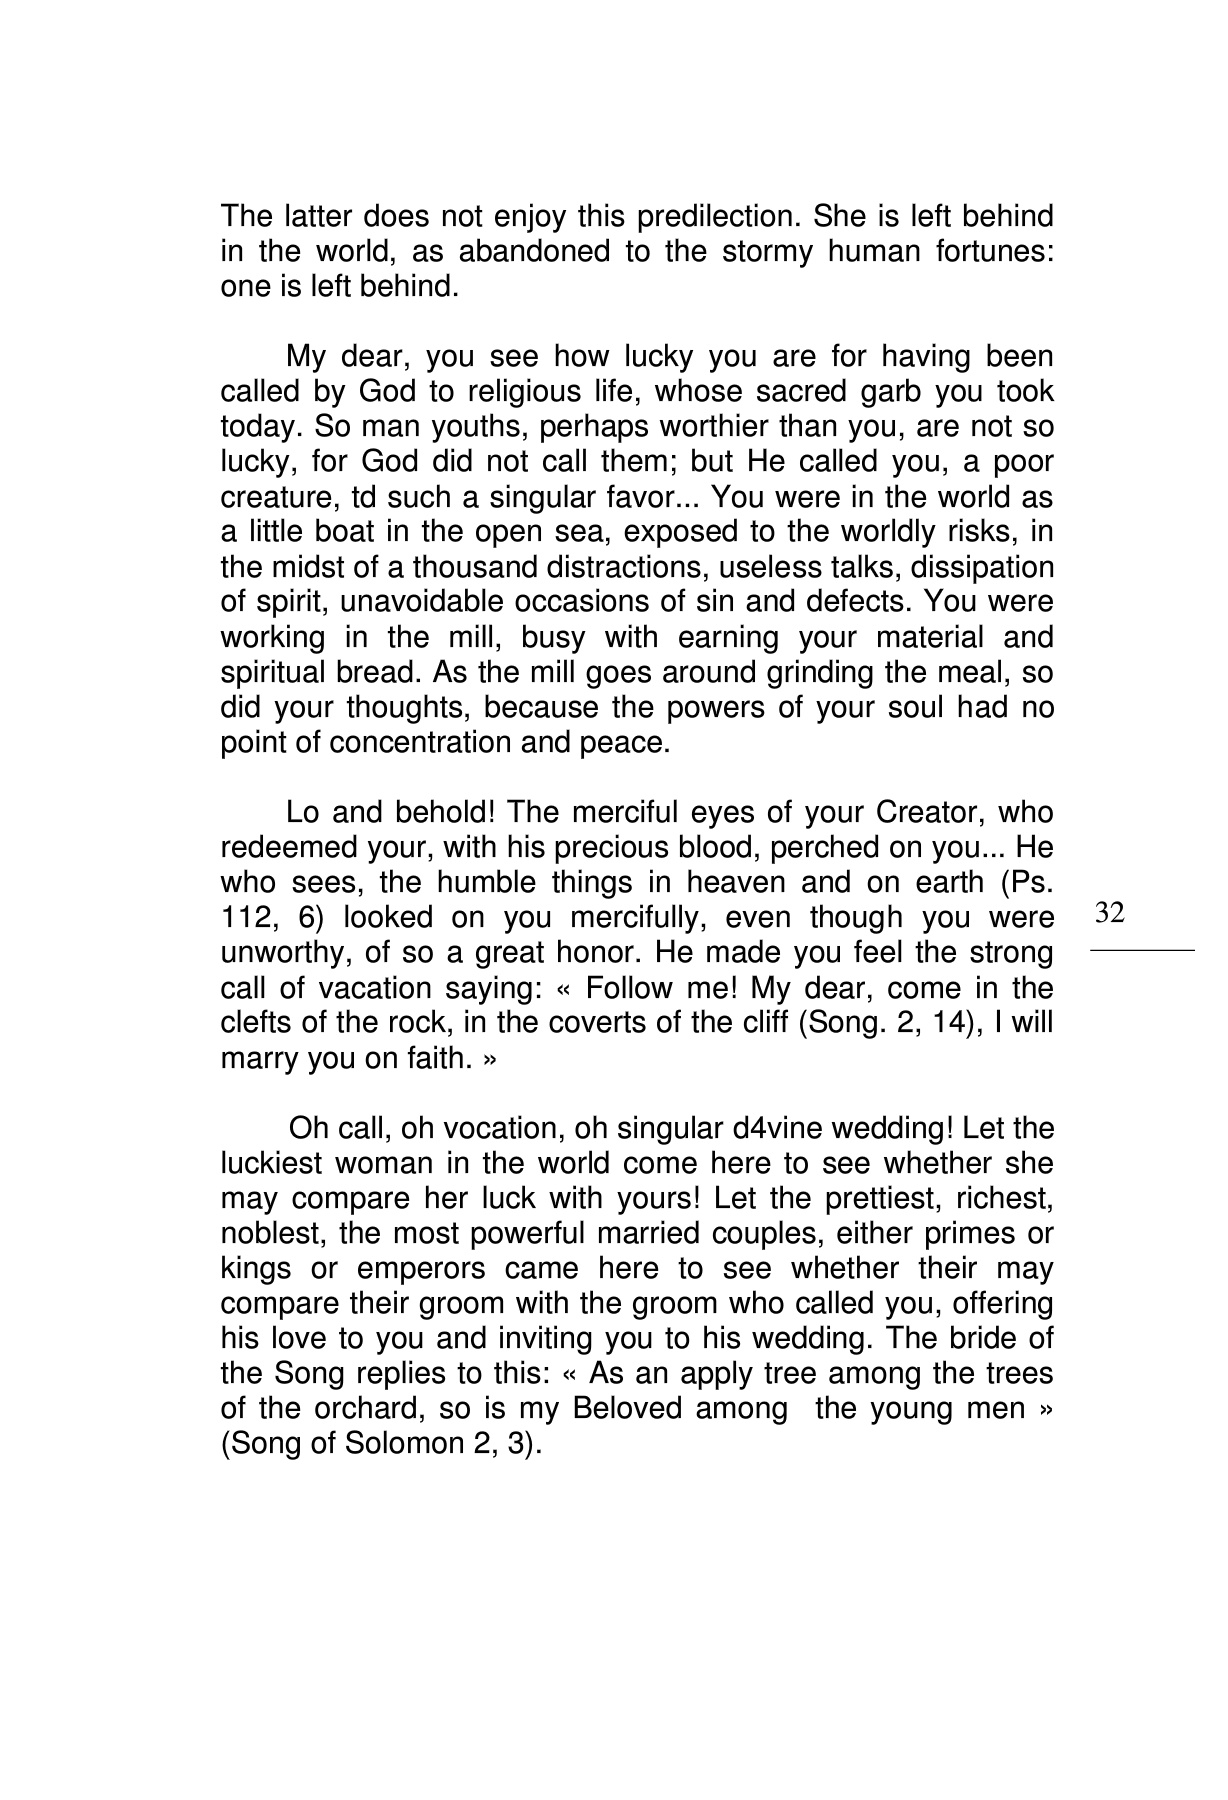 The latter does not enjoy this predilection. She is left behind
in the world, as abandoned to the stormy human fortunes:
one is left behind.
My dear, you see how lucky you are for having been
called by God to religious life, whose sacred garb you took
today. So man youths, perhaps worthier than you, are not so
lucky, for God did not call them; but He called you, a poor
creature, td such a singular favor... You were in the world as
a little boat in the open sea, exposed to the worldly risks, in
the midst of a thousand distractions, useless talks, dissipation
of spirit, unavoidable occasions of sin and defects. You were
working in the mill, busy with earning your material and
spiritual bread. As the mill goes around grinding the meal, so
did your thoughts, because the powers of your soul had no
point of concentration and peace.
Lo and behold! The merciful eyes of your Creator, who
redeemed your, with his precious blood, perched on you... He
who sees, the humble things in heaven and on earth (Ps.
112, 6) looked on you mercifully, even though you were
unworthy, of so a great honor. He made you feel the strong
call of vacation saying: « Follow me! My dear, come in the
clefts of the rock, in the coverts of the cliff (Song. 2, 14), I will
marry you on faith. »
Oh call, oh vocation, oh singular d4vine wedding! Let the
luckiest woman in the world come here to see whether she
may compare her luck with yours! Let the prettiest, richest,
noblest, the most powerful married couples, either primes or
kings or emperors came here to see whether their may
compare their groom with the groom who called you, offering
his love to you and inviting you to his wedding. The bride of
the Song replies to this: « As an apply tree among the trees
of the orchard, so is my Beloved among the young men »
(Song of Solomon 2, 3).
32